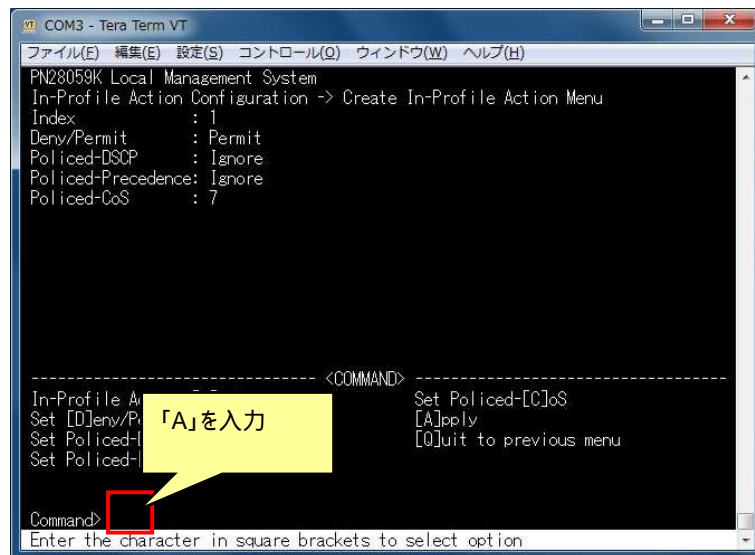 COM3 - Tera Term VT
ファイル(F) 編集(E) 設定(S) コントロール(O) ウィンドウ(W) ヘルプ(H)
PN28059K Local Management System
In-Profile Action Configuration -> Create In-Profile Action Menu
Index : 1
Deny/Permit : Permit
Policed-DSCP : Ignore
Policed-Precedence: Ignore
Policed-CoS : 7
<COMMAND>
In-Profile Set Policed-[C]oS
Set [D]eny/ [A]pply
Set Policed- [Q]uit to previous menu
Set Policed-
「A」を入力
Command>
Enter the character in square brackets to select option